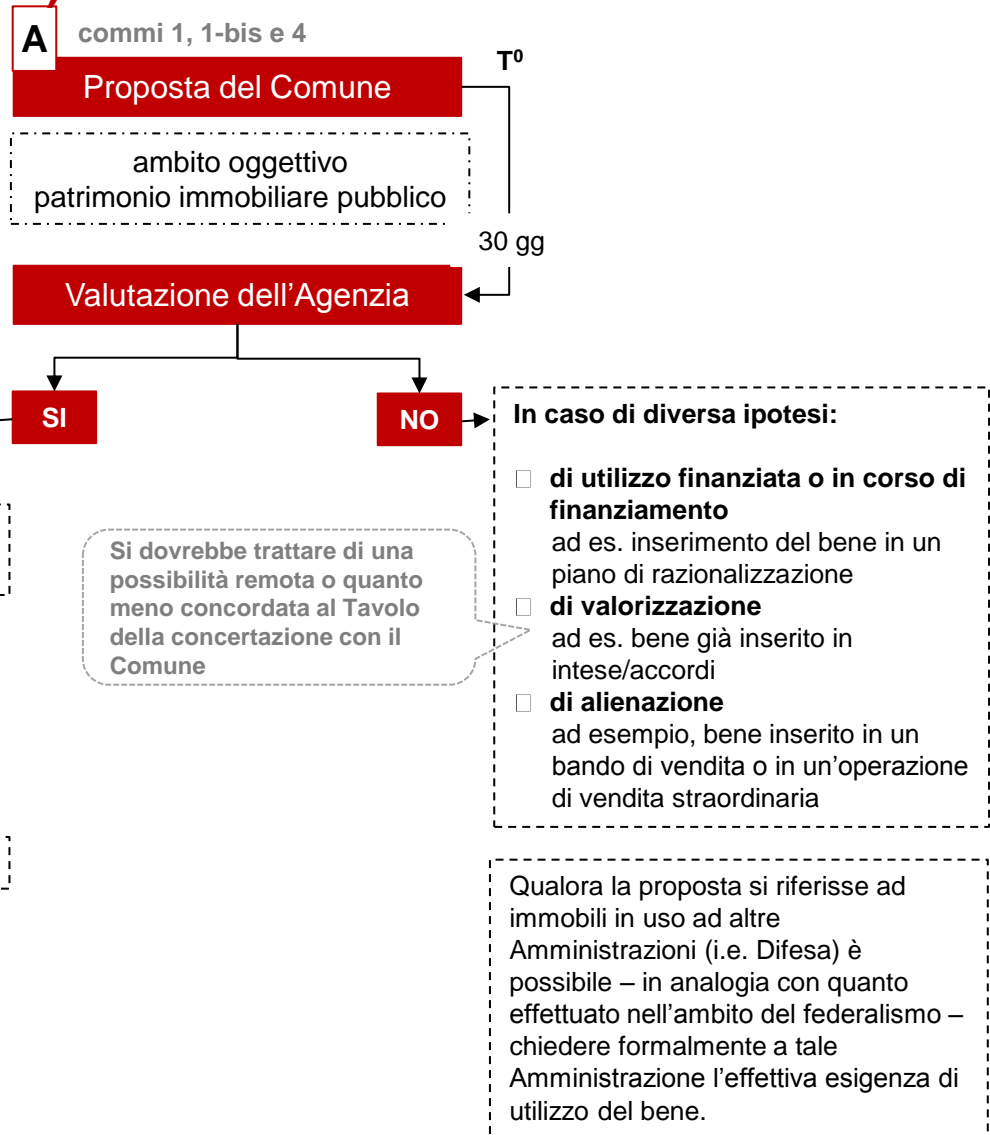 A
commi 1, 1-bis e 4
T⁰
Proposta del Comune
ambito oggettivo
patrimonio immobiliare pubblico
30 gg
Valutazione dell’Agenzia
SI
NO
In caso di diversa ipotesi:
di utilizzo finanziata o in corso di
finanziamento
ad es. inserimento del bene in un
piano di razionalizzazione
di valorizzazione
ad es. bene già inserito in
intese/accordi
di alienazione
ad esempio, bene inserito in un
bando di vendita o in un’operazione
di vendita straordinaria
Si dovrebbe trattare di una
possibilità remota o quanto
meno concordata al Tavolo
della concertazione con il
Comune
Qualora la proposta si riferisse ad
immobili in uso ad altre
Amministrazioni (i.e. Difesa) è
possibile – in analogia con quanto
effettuato nell’ambito del federalismo –
chiedere formalmente a tale
Amministrazione l’effettiva esigenza di
utilizzo del bene.